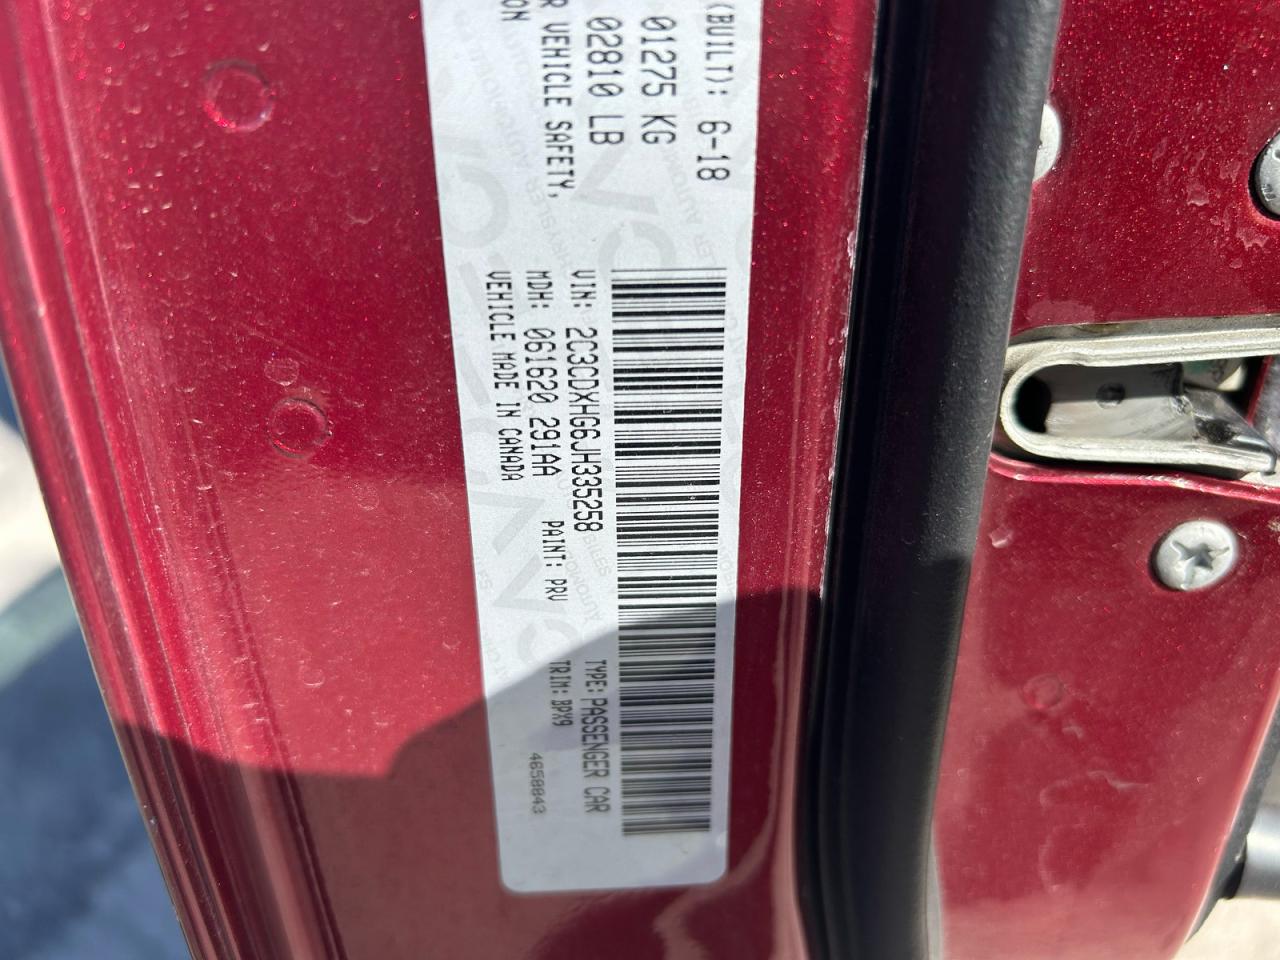 (BUILT): 6-18
01275 KG
02810 LB
R VEHICLE SAFETY,
ON
VIN: 2C3CDXHG6JH335258
TYPE: PASSENGER CAR
MDH: 061620 291AA
PAINT: PRV
TRIM: BPX9
VEHICLE MADE IN CANADA
4658843